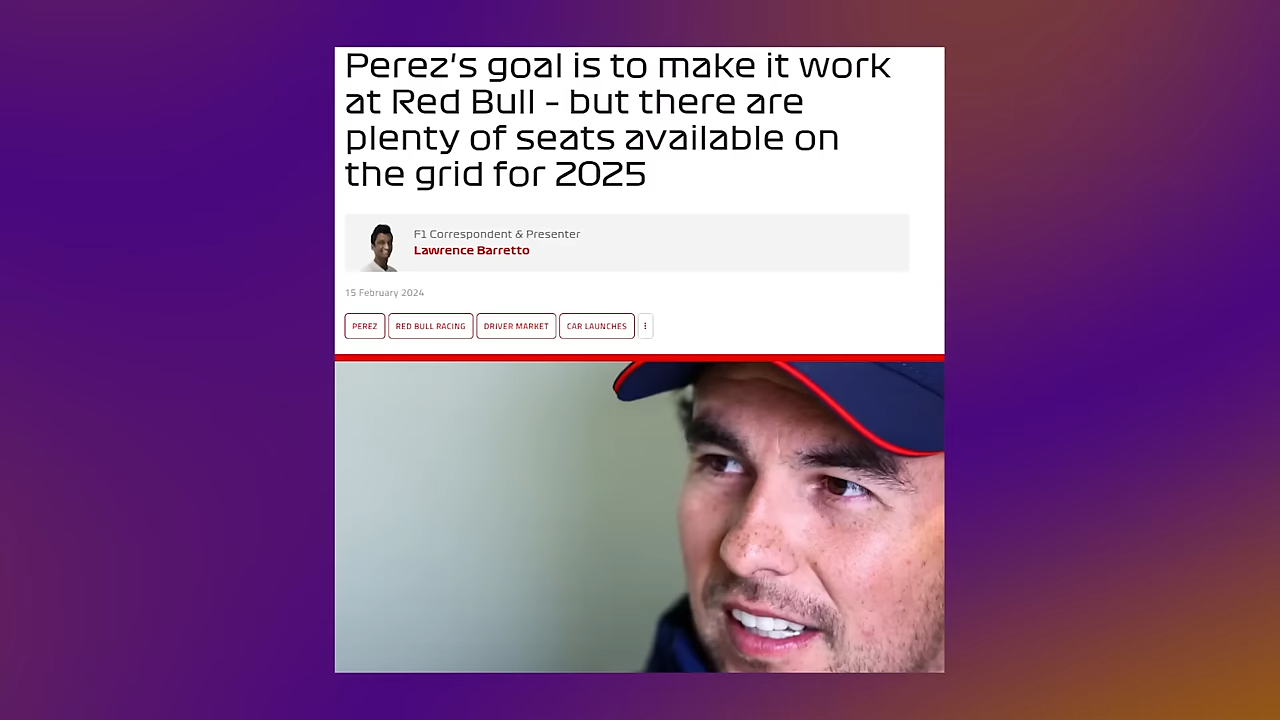 Perez's goal is to make it work
at Red Bull – but there are
plenty of seats available on
the grid for 2025
F1 Correspondent & Presenter
Lawrence Barretto
15 February 2024
PEREZ
RED BULL RACING
DRIVER MARKET
CAR LAUNCHES